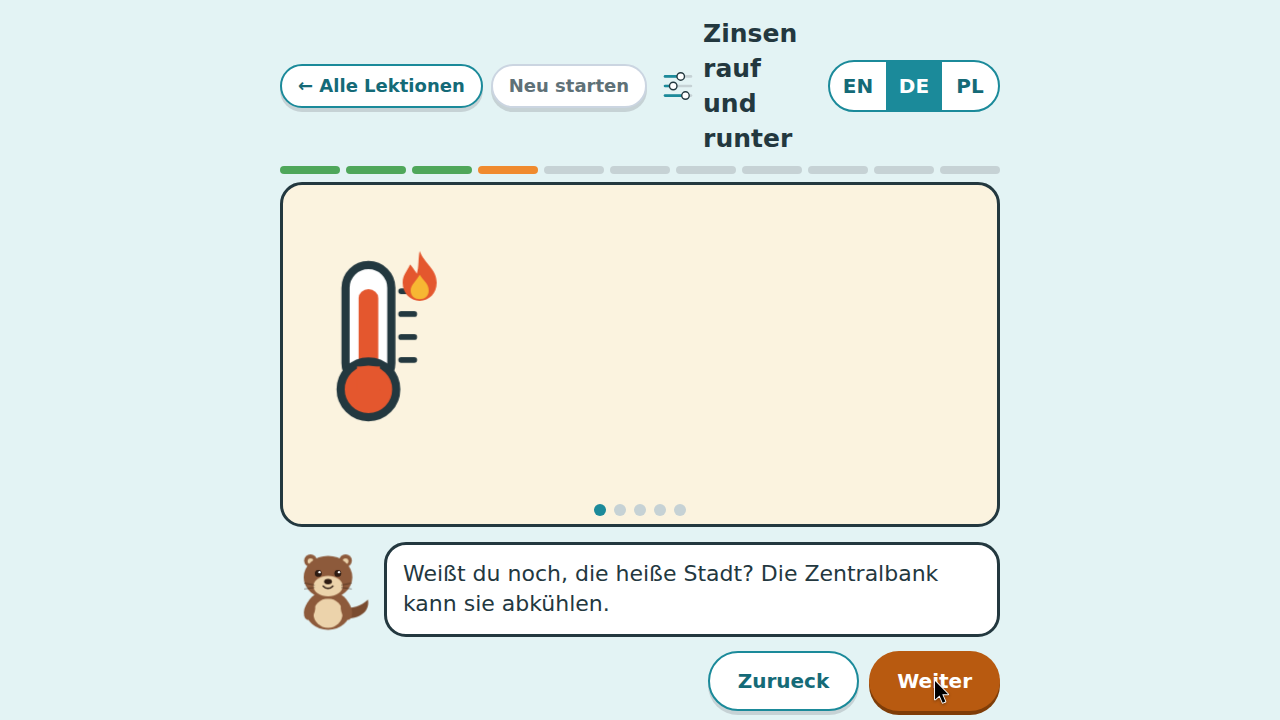 ← Alle Lektionen
Neu starten
Zinsen
rauf
und
runter
EN DE PL
Weißt du noch, die heiße Stadt? Die Zentralbank
kann sie abkühlen.
Zurueck
Weiter